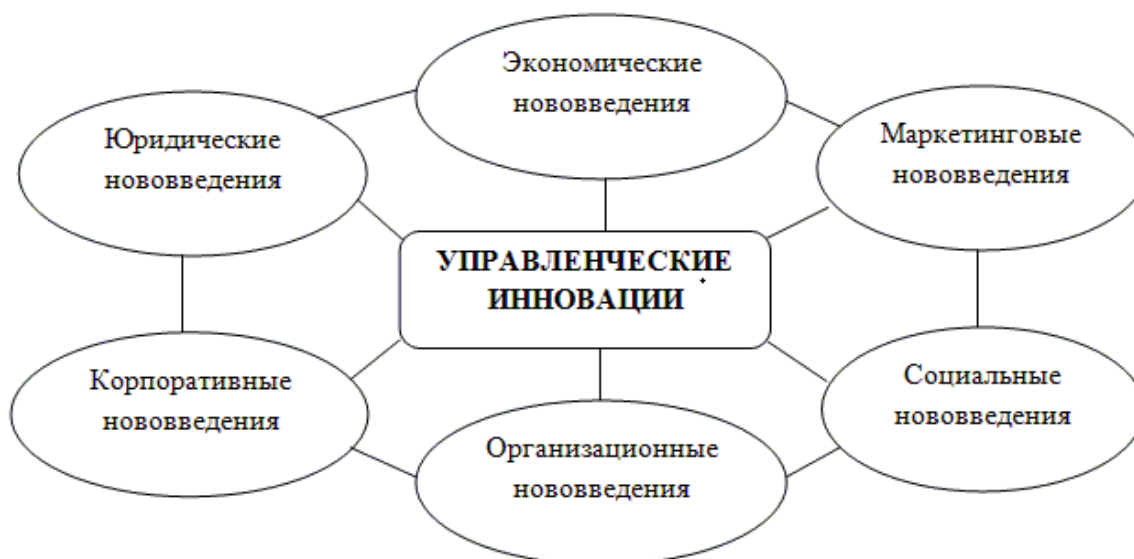 Экономические
нововведения
Юридические
нововведения
Маркетинговые
нововведения
УПРАВЛЕНЧЕСКИЕ
ИННОВАЦИИ
Корпоративные
нововведения
Социальные
нововведения
Организационные
нововведения